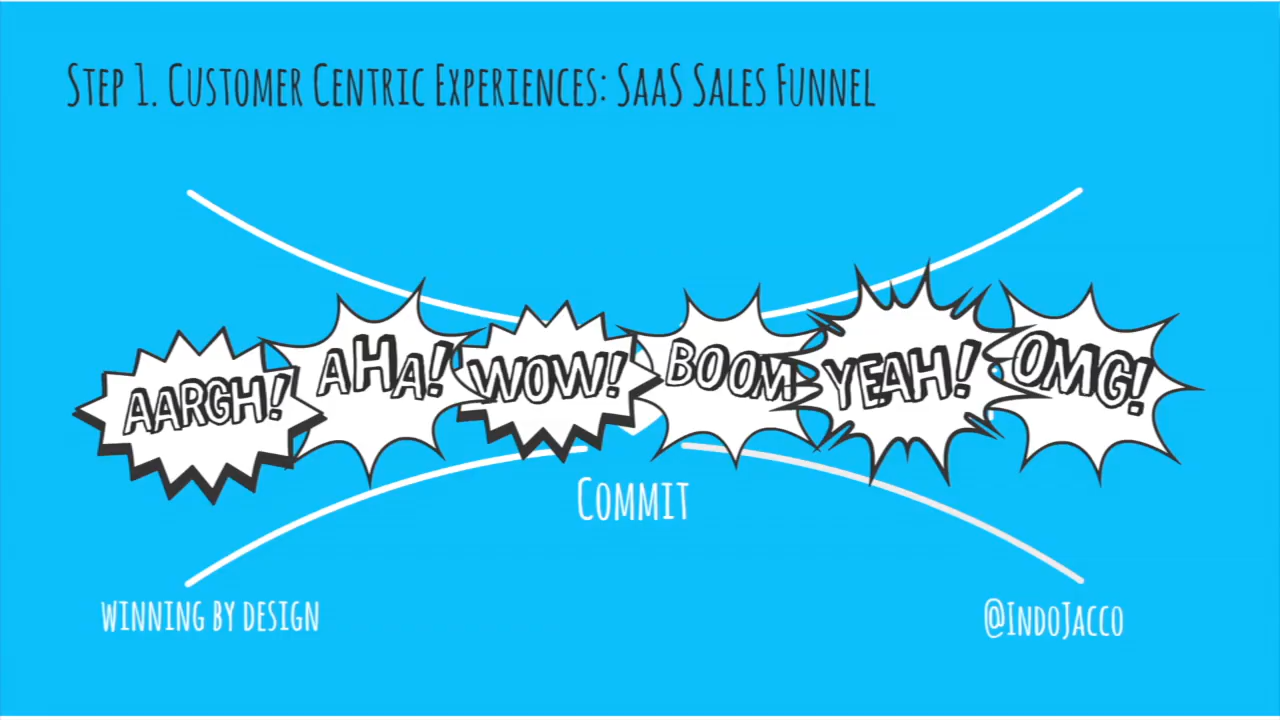 Step 1. Customer Centric Experiences: SaaS Sales Funnel
AARGH!
AHA!
WOW!
BOOM
YEAH!
OMG!
Commit
winning by design
@IndoJacco